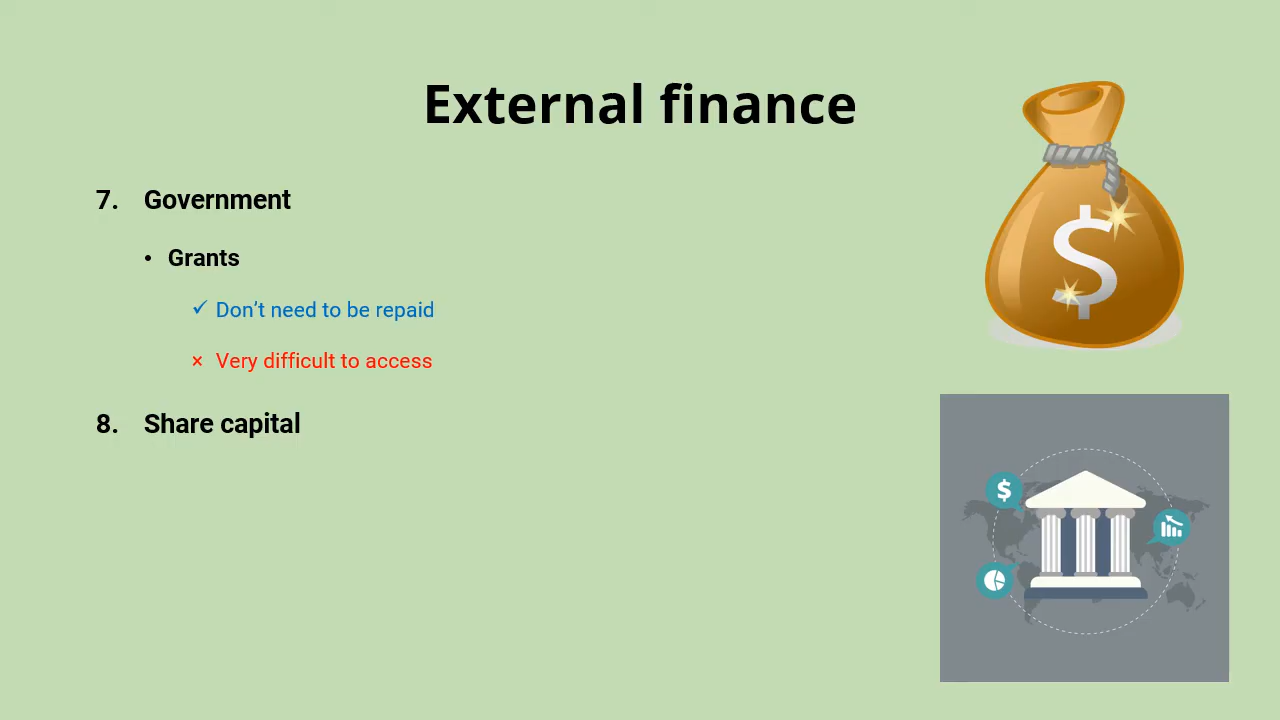 External finance
7. Government
• Grants
✓ Don’t need to be repaid
× Very difficult to access
8. Share capital
$
$